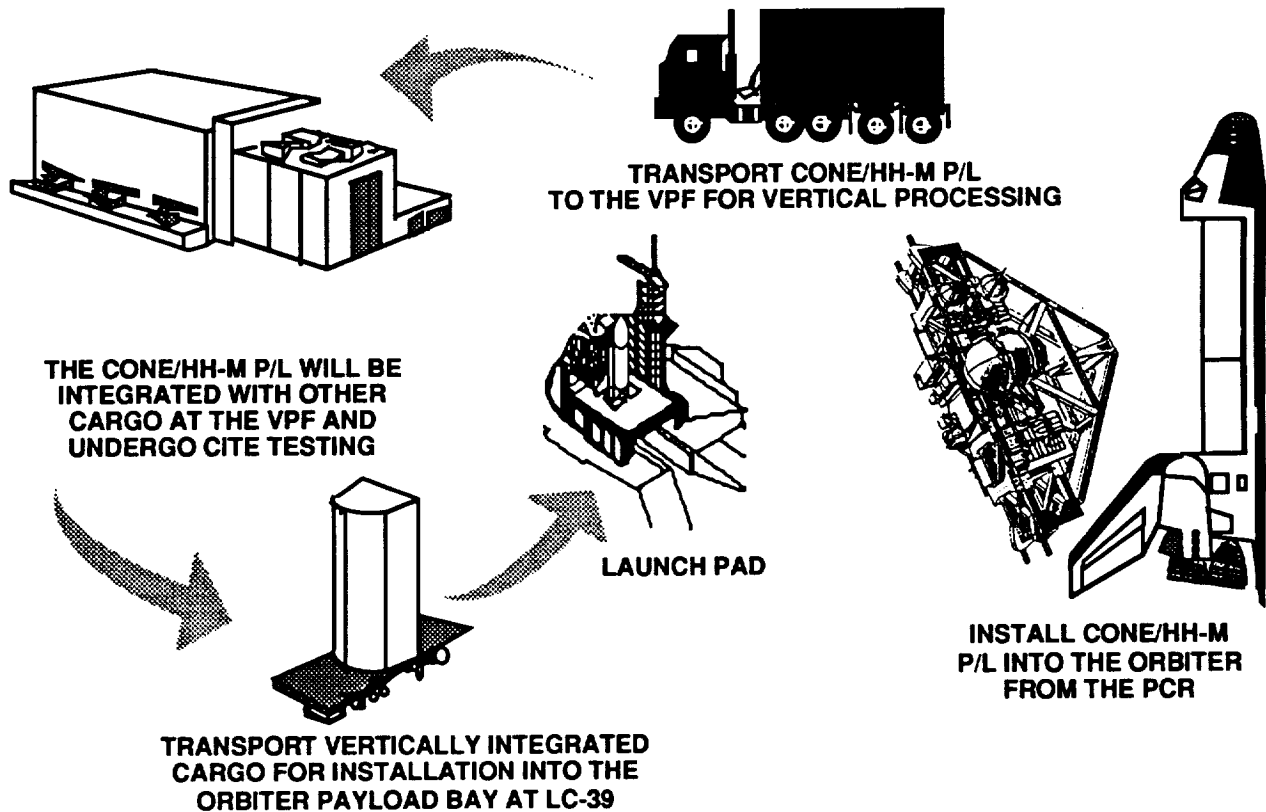 TRANSPORT CONE/HH-M P/L
TO THE VPF FOR VERTICAL PROCESSING
THE CONE/HH-M P/L WILL BE
INTEGRATED WITH OTHER
CARGO AT THE VPF AND
UNDERGO CITE TESTING
TRANSPORT VERTICALLY INTEGRATED
CARGO FOR INSTALLATION INTO THE
ORBITER PAYLOAD BAY AT LC-39
LAUNCH PAD
INSTALL CONE/HH-M
P/L INTO THE ORBITER
FROM THE PCR